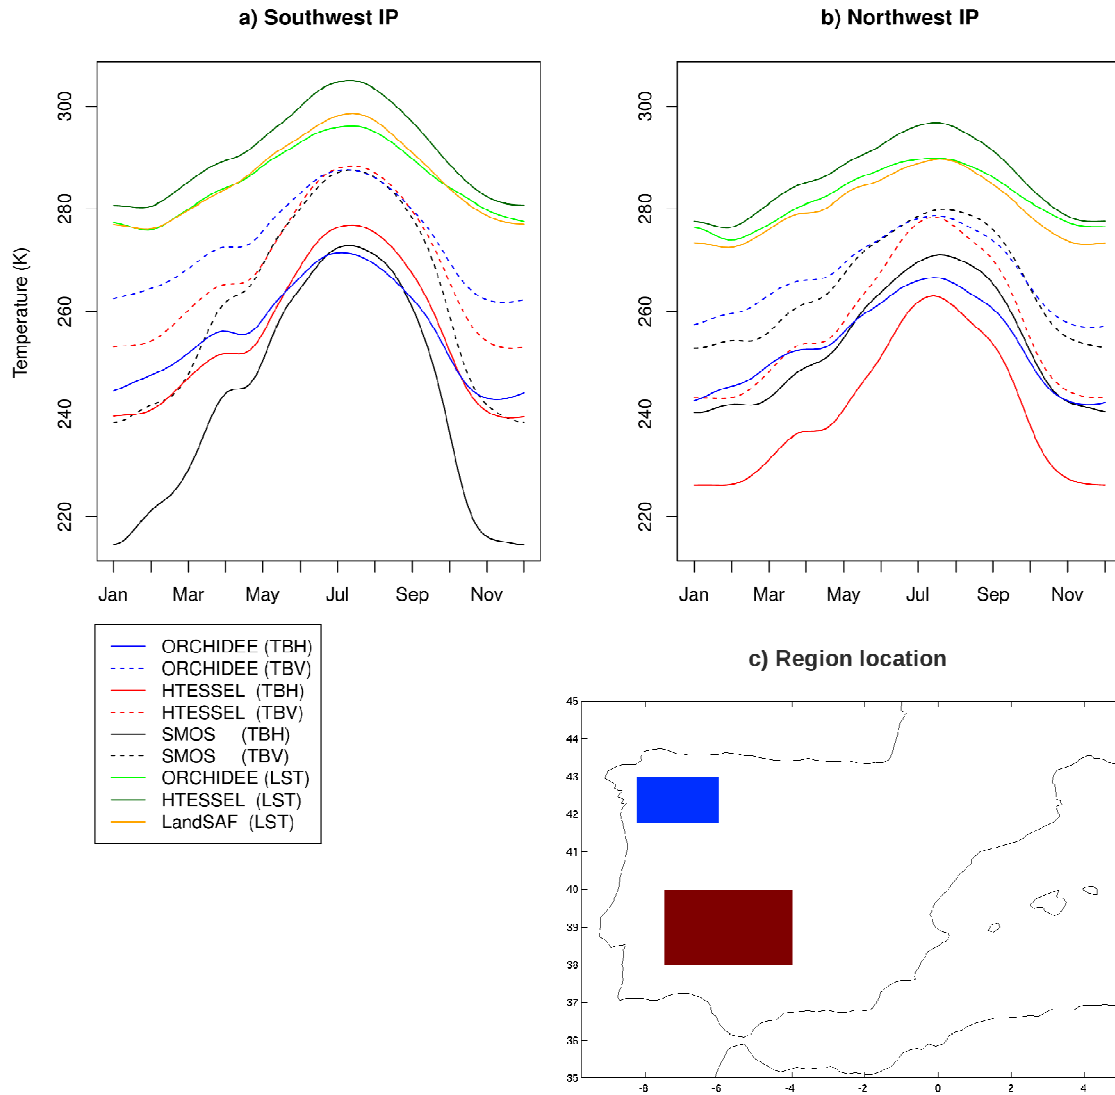 a) Southwest IP
b) Northwest IP
Temperature (K)
300
280
260
240
220
Jan Mar May Jul Sep Nov
300
280
260
240
220
Jan Mar May Jul Sep Nov
ORCHIDEE (TBH)
ORCHIDEE (TBV)
HTESSEL (TBH)
HTESSEL (TBV)
SMOS (TBH)
SMOS (TBV)
ORCHIDEE (LST)
HTESSEL (LST)
LandSAF (LST)
c) Region location
45
44
43
42
41
40
39
38
37
36
35
-8 -6 -4 -2 0 2 4